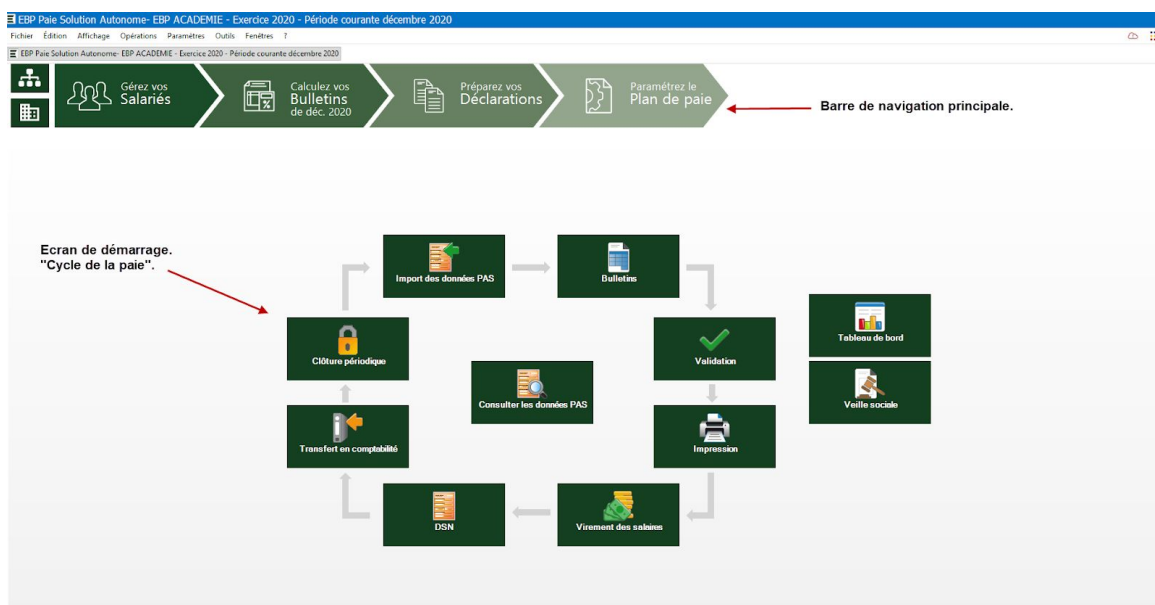 EBP Paie Solution Autonome- EBP ACADEMIE - Exercice 2020 - Période courante décembre 2020
Fichier Édition Affichage Opérations Paramètres Outils Fenêtres ?
EBP Paie Solution Autonome- EBP ACADEMIE - Exercice 2020 - Période courante décembre 2020
Gérez vos
Salariés
Calculez vos
Bulletins
de déc. 2020
Préparez vos
Déclarations
Paramétrez le
Plan de paie
Barre de navigation principale.
Ecran de démarrage.
"Cycle de la paie".
Import des données PAS
Bulletins
Clôture périodique
Validation
Tableau de bord
Consulter les données PAS
Veille sociale
Transfert en comptabilité
Impression
DSN
Virement des salaires